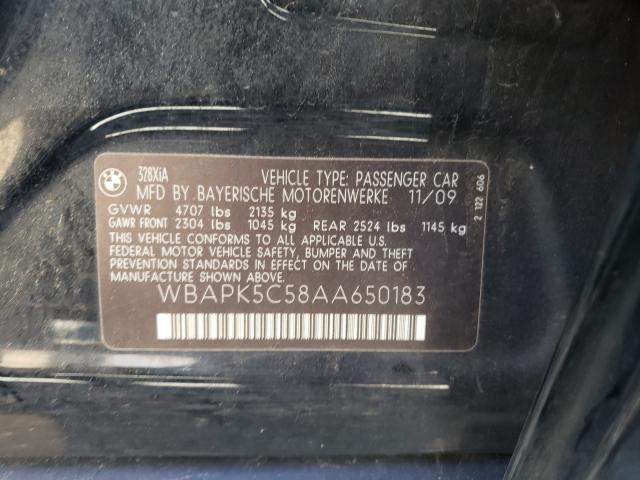 BMW
328XiA VEHICLE TYPE: PASSENGER CAR
MFD BY BAYERISCHE MOTORENWERKE 11/09
GVWR 4707 lbs 2135 kg
GAWR FRONT 2304 lbs 1045 kg REAR 2524 lbs 1145 kg
THIS VEHICLE CONFORMS TO ALL APPLICABLE U.S.
FEDERAL MOTOR VEHICLE SAFETY, BUMPER AND THEFT
PREVENTION STANDARDS IN EFFECT ON THE DATE OF
MANUFACTURE SHOWN ABOVE.
WBAPK5C58AA650183
2 122 606